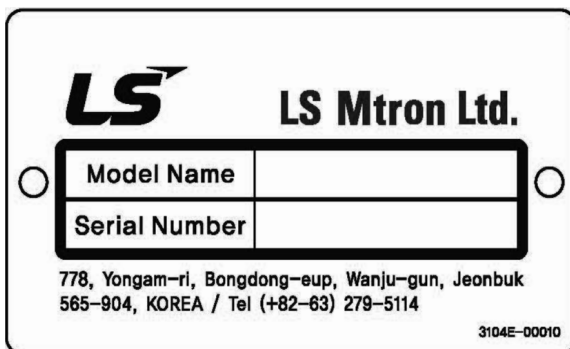 LS
LS Mtron Ltd.
Model Name
Serial Number
778, Yongam-ri, Bongdong-eup, Wanju-gun, Jeonbuk
565-904, KOREA / Tel (+82-63) 279-5114
3104E-00010